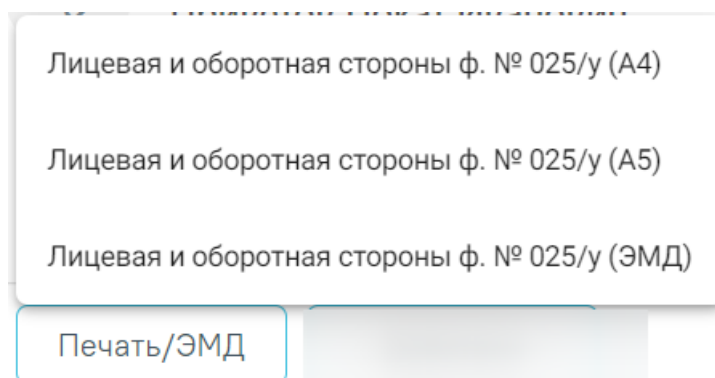 Лицевая и оборотная стороны ф. № 025/у (А4)
Лицевая и оборотная стороны ф. № 025/у (А5)
Лицевая и оборотная стороны ф. № 025/у (ЭМД)
Печать/ЭМД